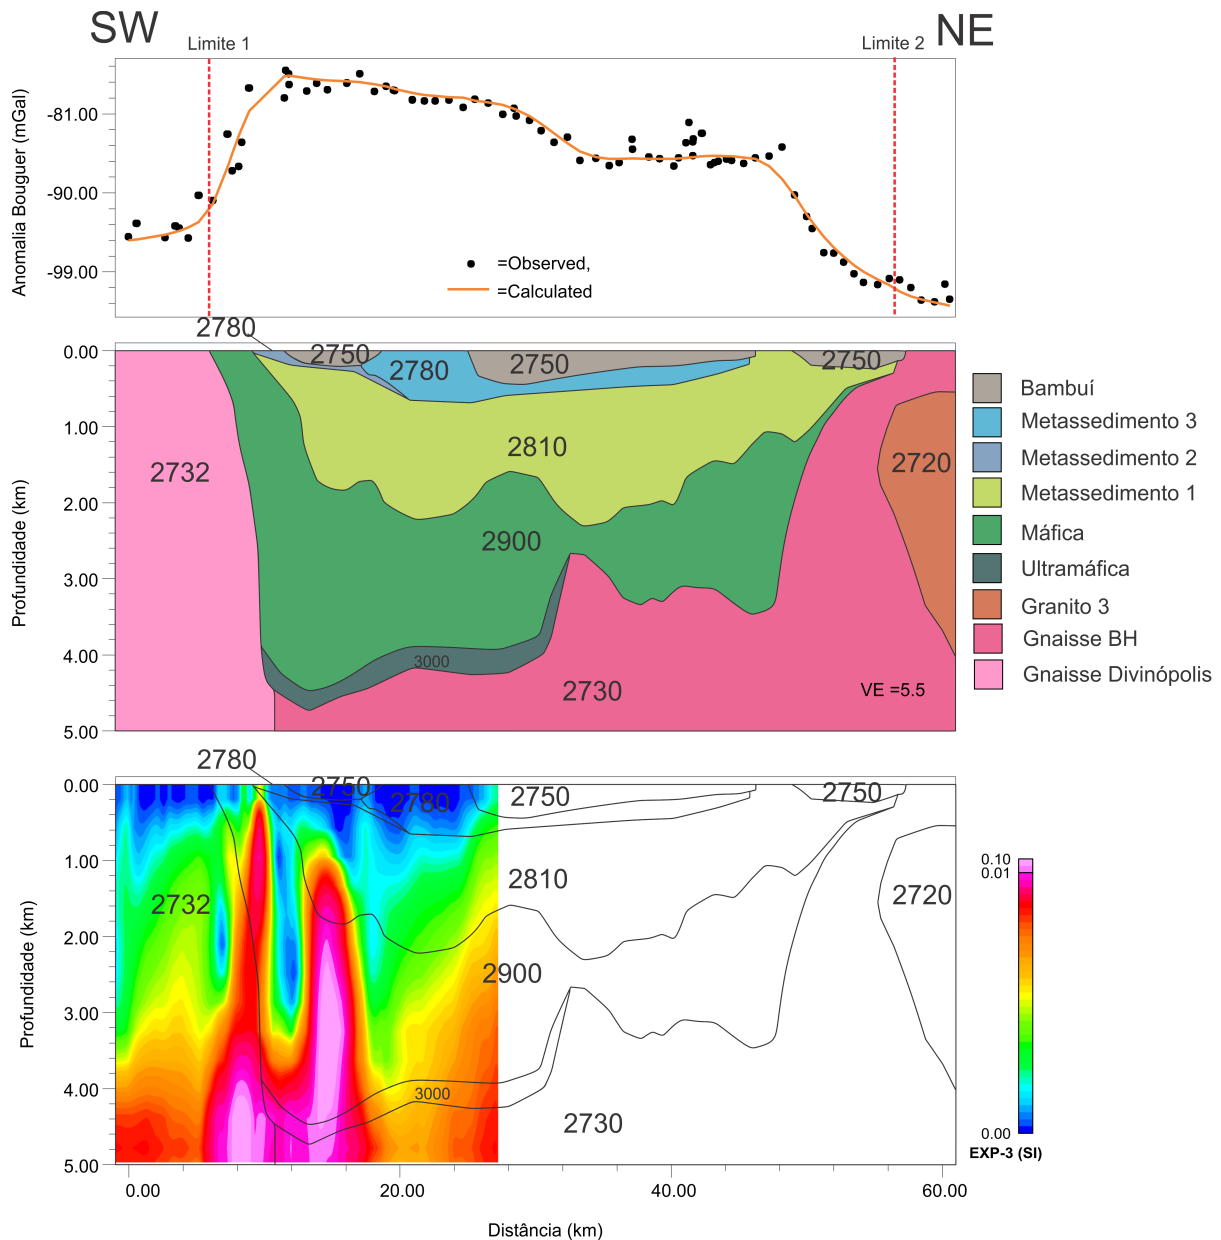 SW
NE
Limite 1
Limite 2
Anomalia Bouguer (mGal)
-81.00
-90.00
-99.00
=Observed,
=Calculated
2780
2750
2780
2750
2750
2810
2732
2720
2900
3000
2730
VE =5.5
Profundidade (km)
0.00
1.00
2.00
3.00
4.00
5.00
Bambuí
Metassedimento 3
Metassedimento 2
Metassedimento 1
Máfica
Ultramáfica
Granito 3
Gnaisse BH
Gnaisse Divinópolis
2780
2750
2780
2750
2750
2810
2732
2720
2900
3000
2730
Profundidade (km)
0.00
1.00
2.00
3.00
4.00
5.00
0.10
0.01
0.00
EXP-3 (SI)
0.00
20.00
40.00
60.00
Distância (km)